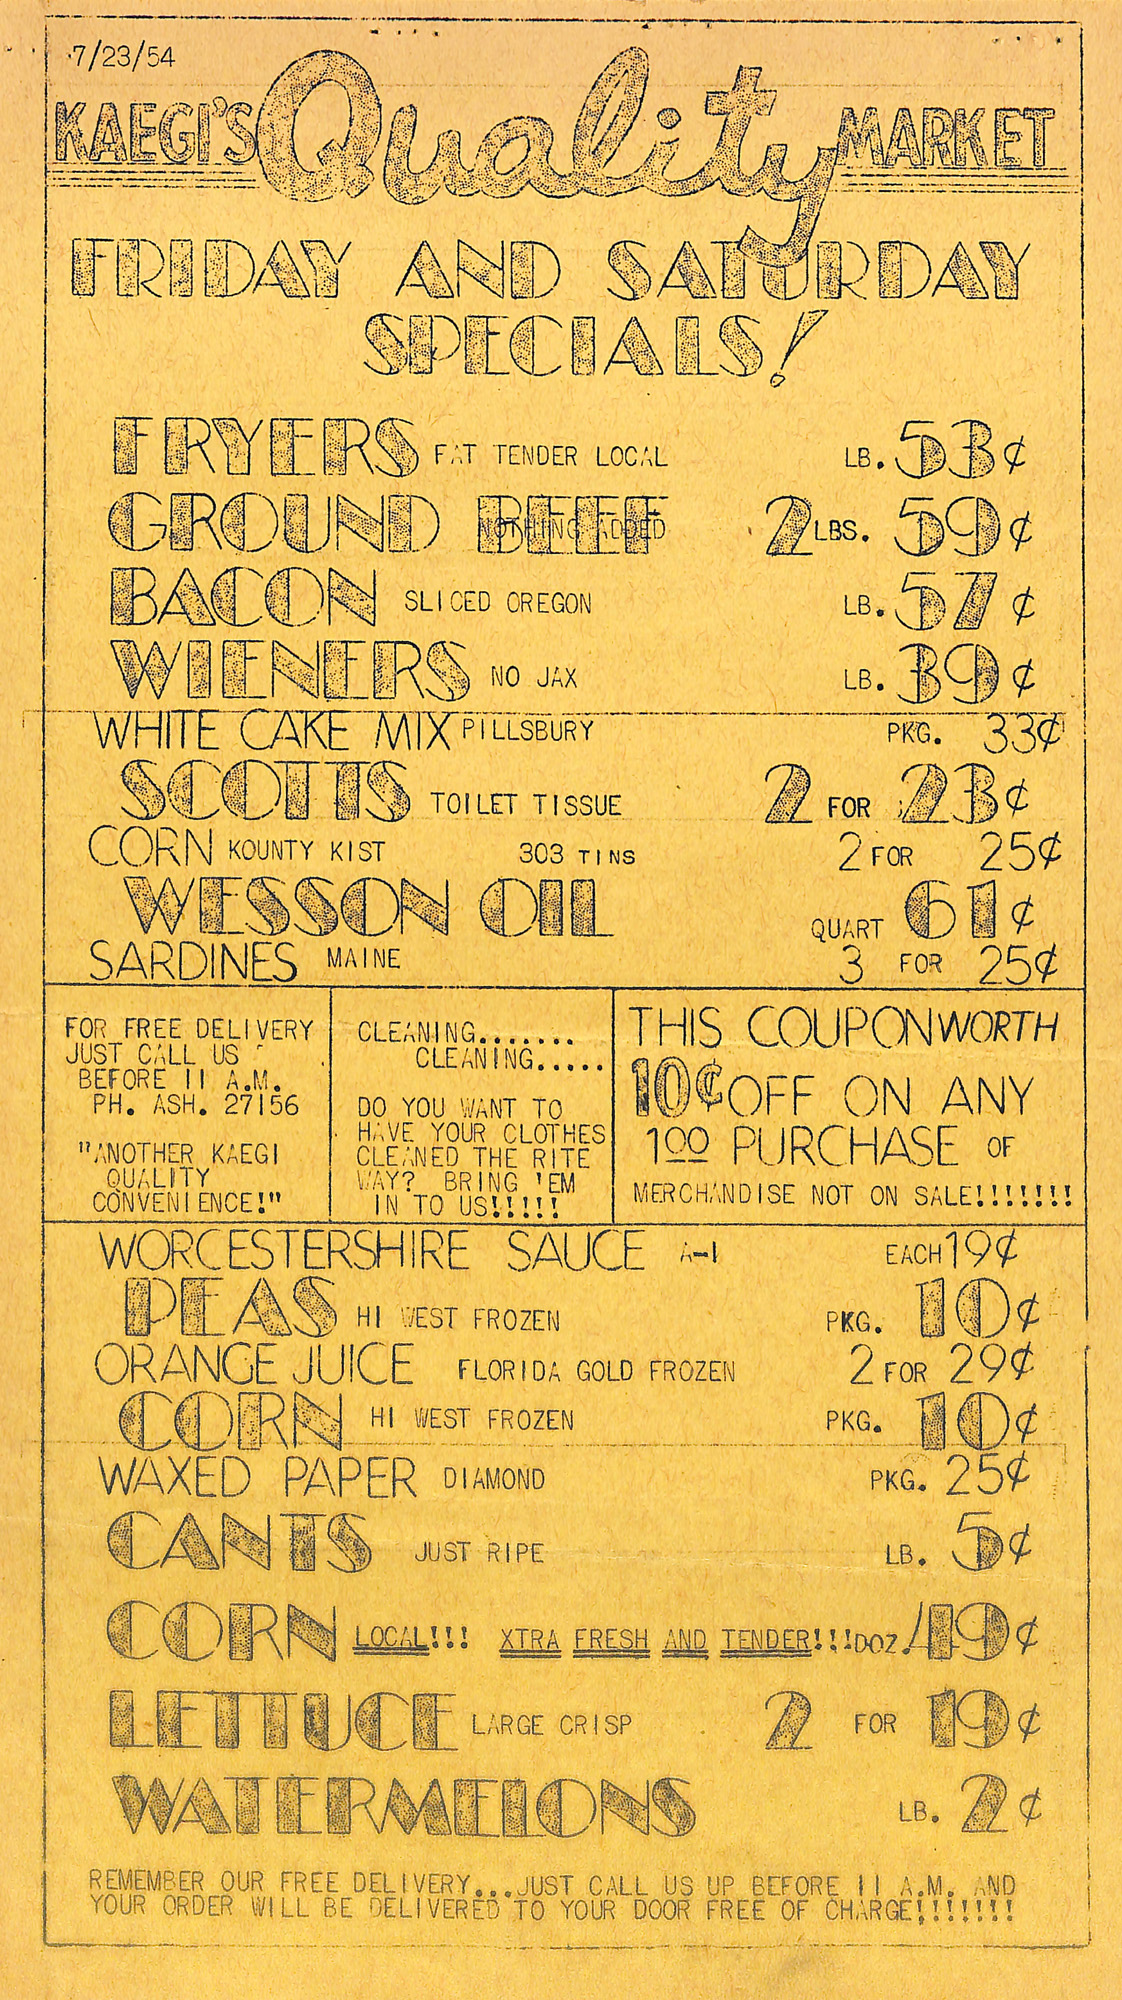 7/23/54
KAEGI'S Quality MARKET
FRIDAY AND SATURDAY
SPECIALS!
FRYERS FAT TENDER LOCAL LB. 53¢
GROUND BEEF NOTHING ADDED 2 LBS. 59¢
BACON SLICED OREGON LB. 57¢
WIENERS NO JAX LB. 39¢
WHITE CAKE MIX PILLSBURY PKG. 33¢
SCOTTS TOILET TISSUE 2 FOR 23¢
CORN KOUNTY KIST 303 TINS 2 FOR 25¢
WESSON OIL QUART 61¢
SARDINES MAINE 3 FOR 25¢
FOR FREE DELIVERY
JUST CALL US
BEFORE 11 A.M.
PH. ASH. 27156
"ANOTHER KAEGI
QUALITY
CONVENIENCE!"
CLEANING........
CLEANING.....
DO YOU WANT TO
HAVE YOUR CLOTHES
CLEANED THE RITE
WAY? BRING 'EM
IN TO US!!!!!
THIS COUPON WORTH
10¢ OFF ON ANY
100 PURCHASE OF
MERCHANDISE NOT ON SALE!!!!!!!
WORCESTERSHIRE SAUCE A-1 EACH 19¢
PEAS HI WEST FROZEN PKG. 10¢
ORANGE JUICE FLORIDA GOLD FROZEN 2 FOR 29¢
CORN HI WEST FROZEN PKG. 10¢
WAXED PAPER DIAMOND PKG. 25¢
CANTS JUST RIPE LB. 5¢
CORN LOCAL!!! XTRA FRESH AND TENDER!!! DOZ. 49¢
LETTUCE LARGE CRISP 2 FOR 19¢
WATERMELONS LB. 2¢
REMEMBER OUR FREE DELIVERY...JUST CALL US UP BEFORE 11 A.M. AND
YOUR ORDER WILL BE DELIVERED TO YOUR DOOR FREE OF CHARGE!!!!!!!